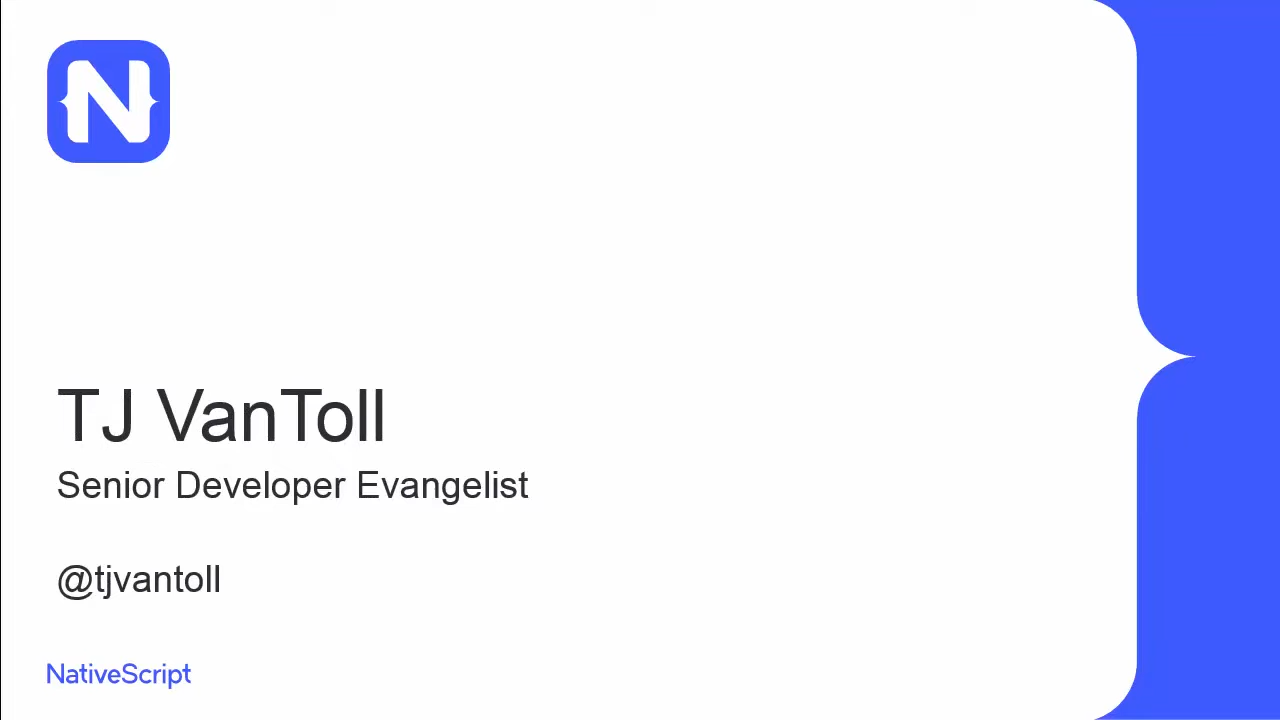 N
TJ VanToll
Senior Developer Evangelist
@tjvantoll
NativeScript